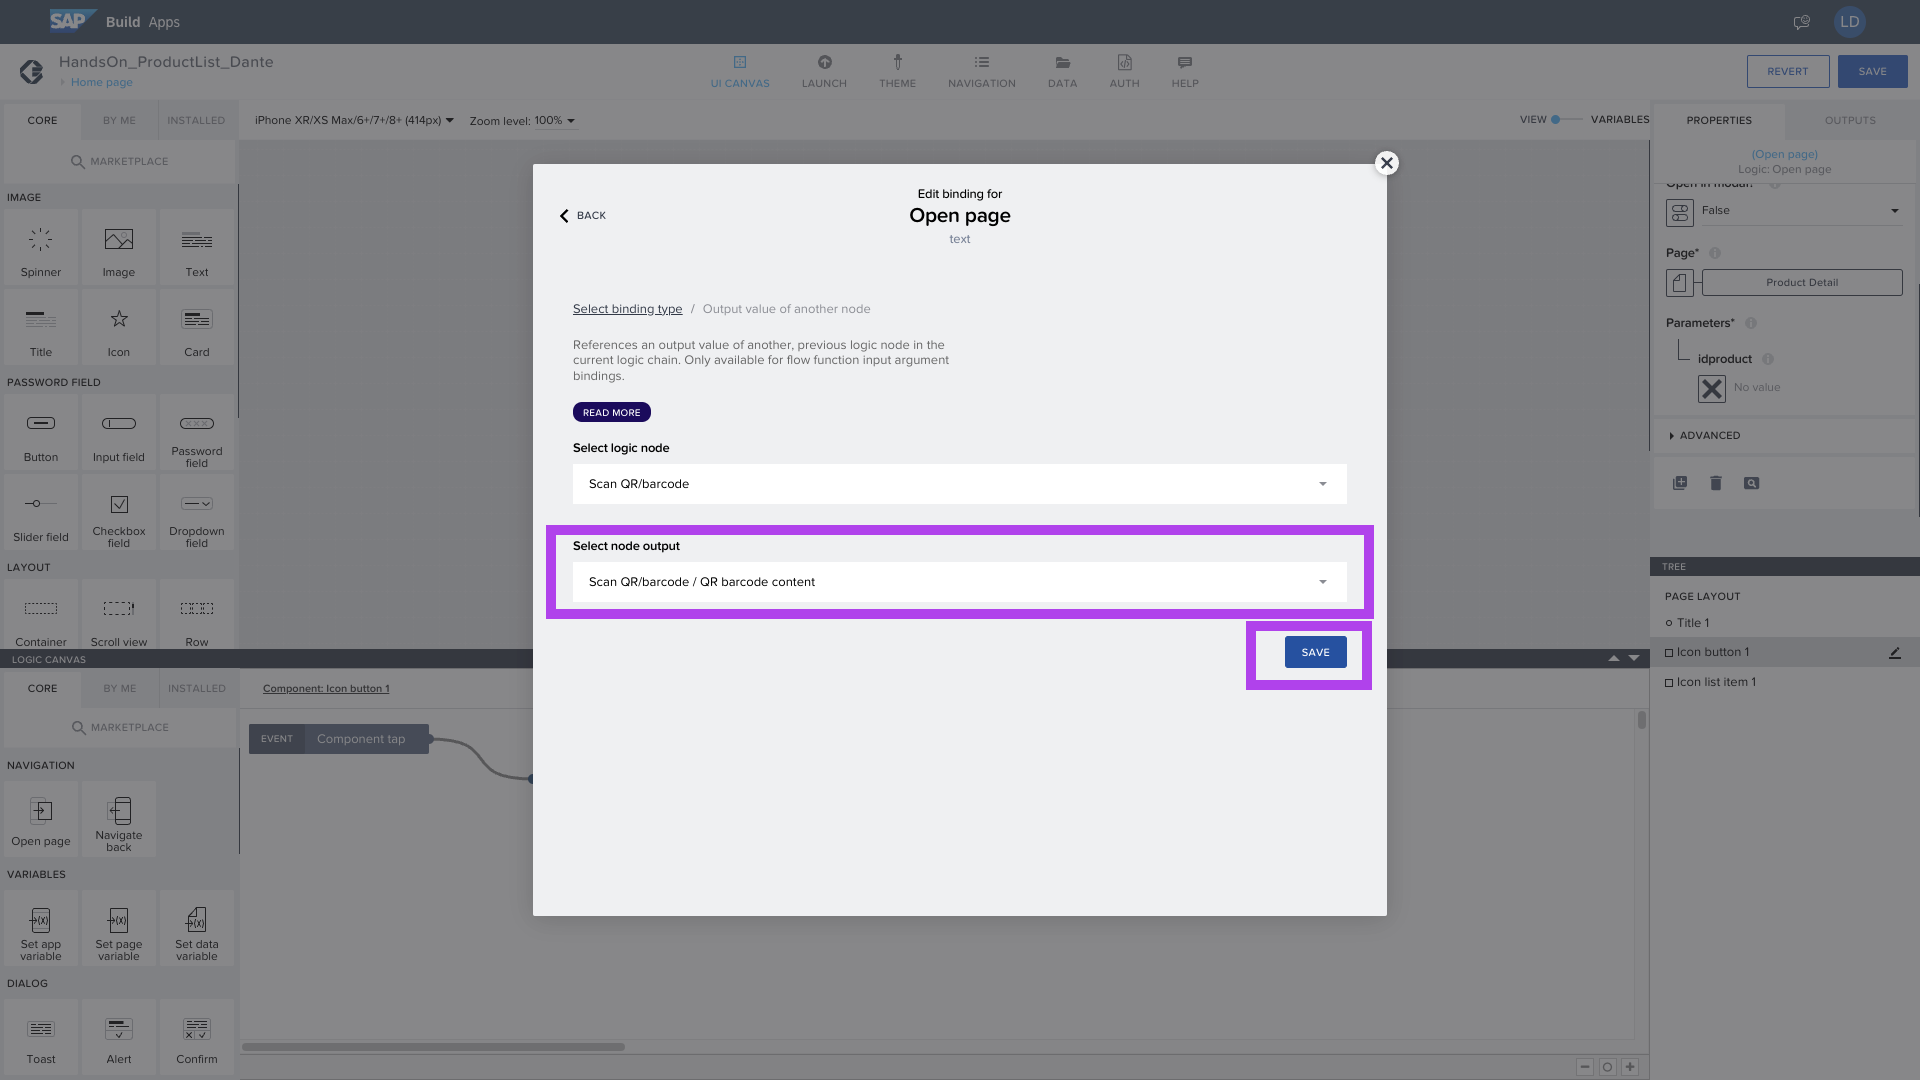 SAP Build Apps
LD
HandsOn_ProductList_Dante
Home page
UI CANVAS
LAUNCH
THEME
NAVIGATION
DATA
AUTH
HELP
REVERT
SAVE
CORE
BY ME
INSTALLED
iPhone XR/XS Max/6+/7+/8+ (414px)
Zoom level: 100%
VIEW
VARIABLES
PROPERTIES
OUTPUTS
MARKETPLACE
IMAGE
Spinner
Image
Text
Title
Icon
Card
PASSWORD FIELD
Button
Input field
Password
field
Slider field
Checkbox
field
Dropdown
field
LAYOUT
Container
Scroll view
Row
Edit binding for
BACK
Open page
text
Select binding type / Output value of another node
References an output value of another, previous logic node in the
current logic chain. Only available for flow function input argument
bindings.
READ MORE
Select logic node
Scan QR/barcode
Select node output
Scan QR/barcode / QR barcode content
SAVE
(Open page)
Logic: Open page
Open in modal?
False
Page*
Product Detail
Parameters*
idproduct
No value
ADVANCED
TREE
PAGE LAYOUT
Title 1
Icon button 1
Icon list item 1
LOGIC CANVAS
CORE
BY ME
INSTALLED
Component: Icon button 1
MARKETPLACE
EVENT
Component tap
NAVIGATION
Open page
Navigate
back
VARIABLES
Set app
variable
Set page
variable
Set data
variable
DIALOG
Toast
Alert
Confirm